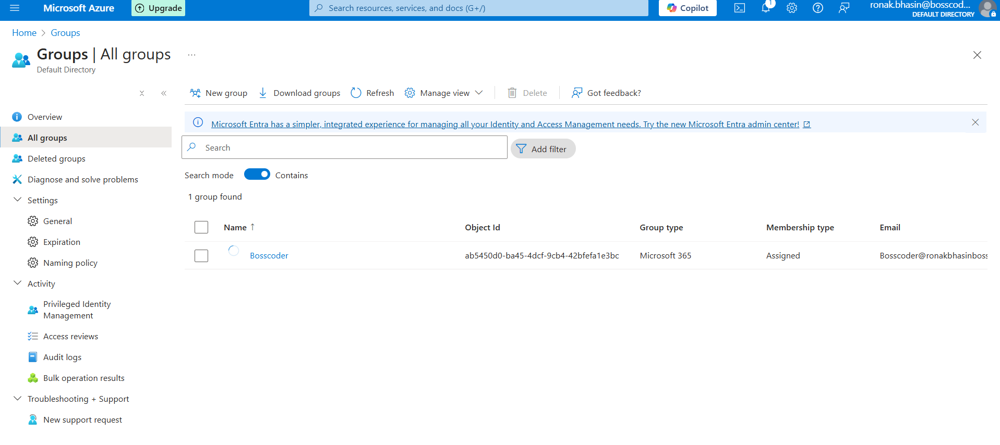 Microsoft Azure
Upgrade
Search resources, services, and docs (G+/)
Copilot
1
ronak.bhasin@bosscod...
DEFAULT DIRECTORY
Home > Groups
Groups | All groups ...
Default Directory
New group
Download groups
Refresh
Manage view
Delete
Got feedback?
Overview
All groups
Deleted groups
Diagnose and solve problems
Settings
General
Expiration
Naming policy
Activity
Privileged Identity
Management
Access reviews
Audit logs
Bulk operation results
Troubleshooting + Support
New support request
Microsoft Entra has a simpler, integrated experience for managing all your Identity and Access Management needs. Try the new Microsoft Entra admin center!
Search
Add filter
Search mode Contains
1 group found
Name ↑ Object Id Group type Membership type Email
Bosscoder ab5450d0-ba45-4dcf-9cb4-42bfefa1e3bc Microsoft 365 Assigned Bosscoder@ronakbhasinboss